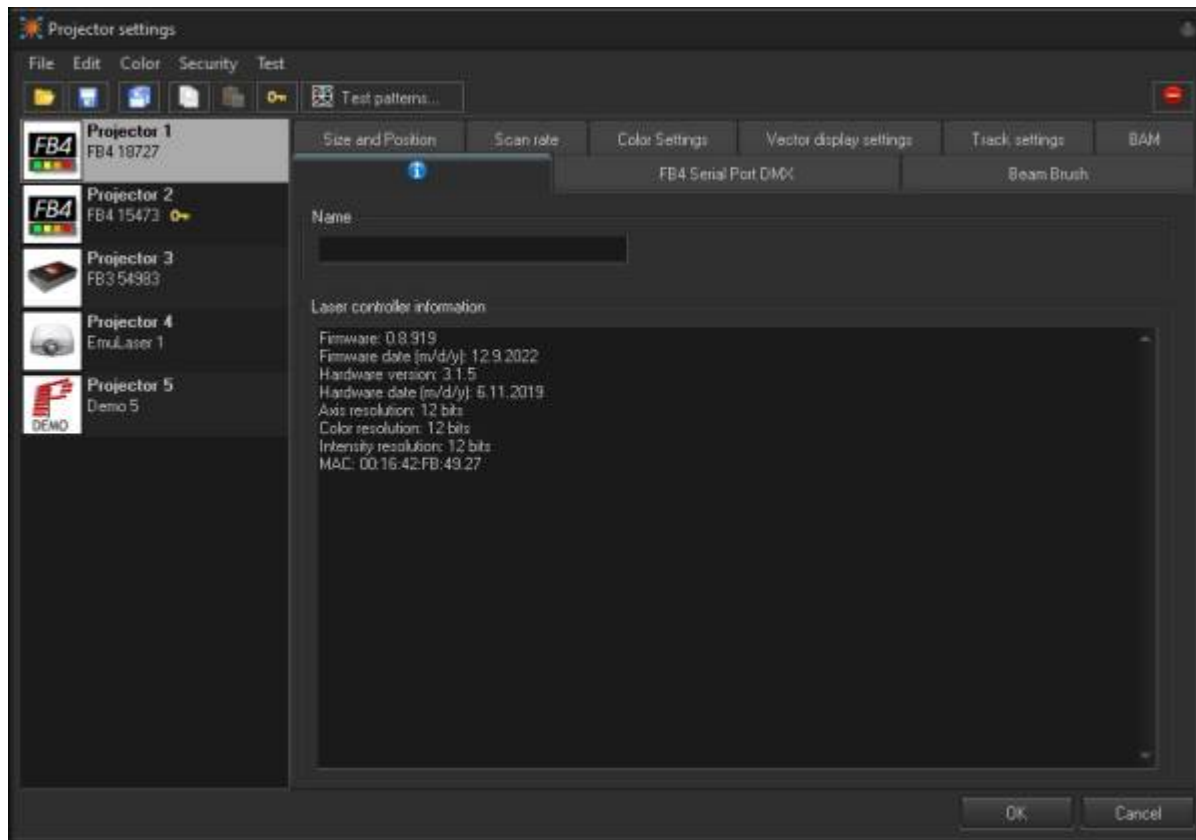 Projector settings
File Edit Color Security Test
Test patterns...
FB4
Projector 1
FB4 18727
FB4
Projector 2
FB4 15473
Projector 3
FB3 54983
Projector 4
EmuLaser 1
DEMO
Projector 5
Demo 5
Size and Position Scan rate Color Settings Vector display settings Track settings BAM
FB4 Serial Port DMX Beam Brush
Name
Laser controller information
Firmware: 0.8.919
Firmware date (m/d/y): 12.9.2022
Hardware version: 3.1.5
Hardware date (m/d/y): 6.11.2019
Axis resolution: 12 bits
Color resolution: 12 bits
Intensity resolution: 12 bits
MAC: 00:16:42:FB:49:27
OK Cancel